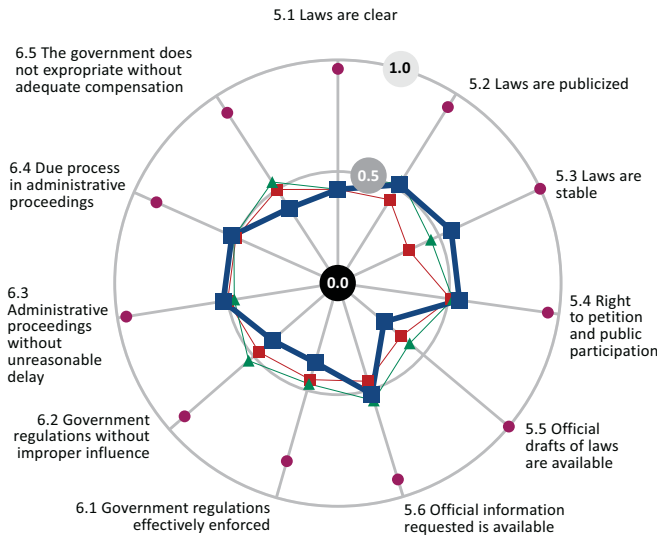 5.1 Laws are clear
1.0
5.2 Laws are publicized
5.3 Laws are
stable
5.4 Right
to petition
and public
participation
5.5 Official
drafts of laws
are available
5.6 Official information
requested is available
6.1 Government regulations
effectively enforced
6.2 Government
regulations without
improper influence
6.3
Administrative
proceedings
without
unreasonable
delay
6.4 Due process
in administrative
proceedings
6.5 The government does
not expropriate without
adequate compensation
0.5
0.0